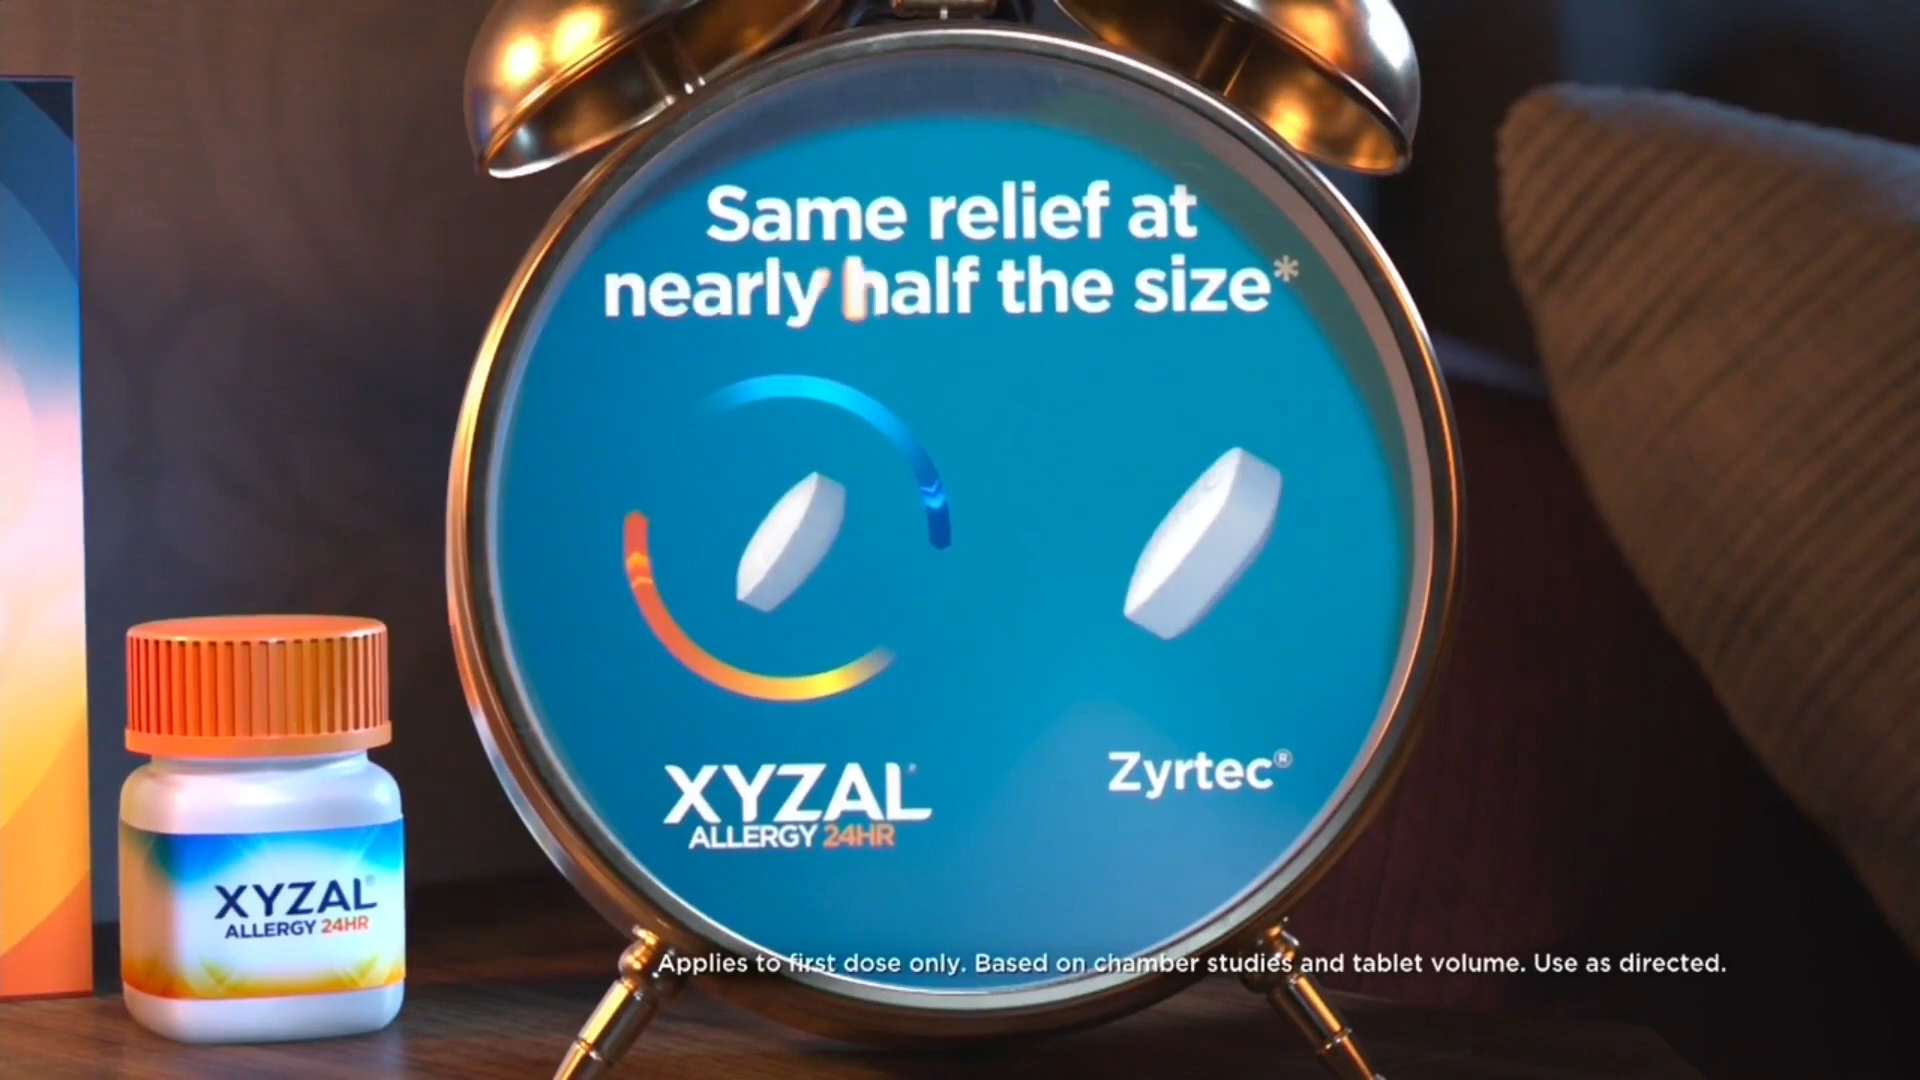 Same relief at
nearly half the size*
XYZAL®
ALLERGY 24HR
Zyrtec®
XYZAL®
ALLERGY 24HR
Applies to first dose only. Based on chamber studies and tablet volume. Use as directed.